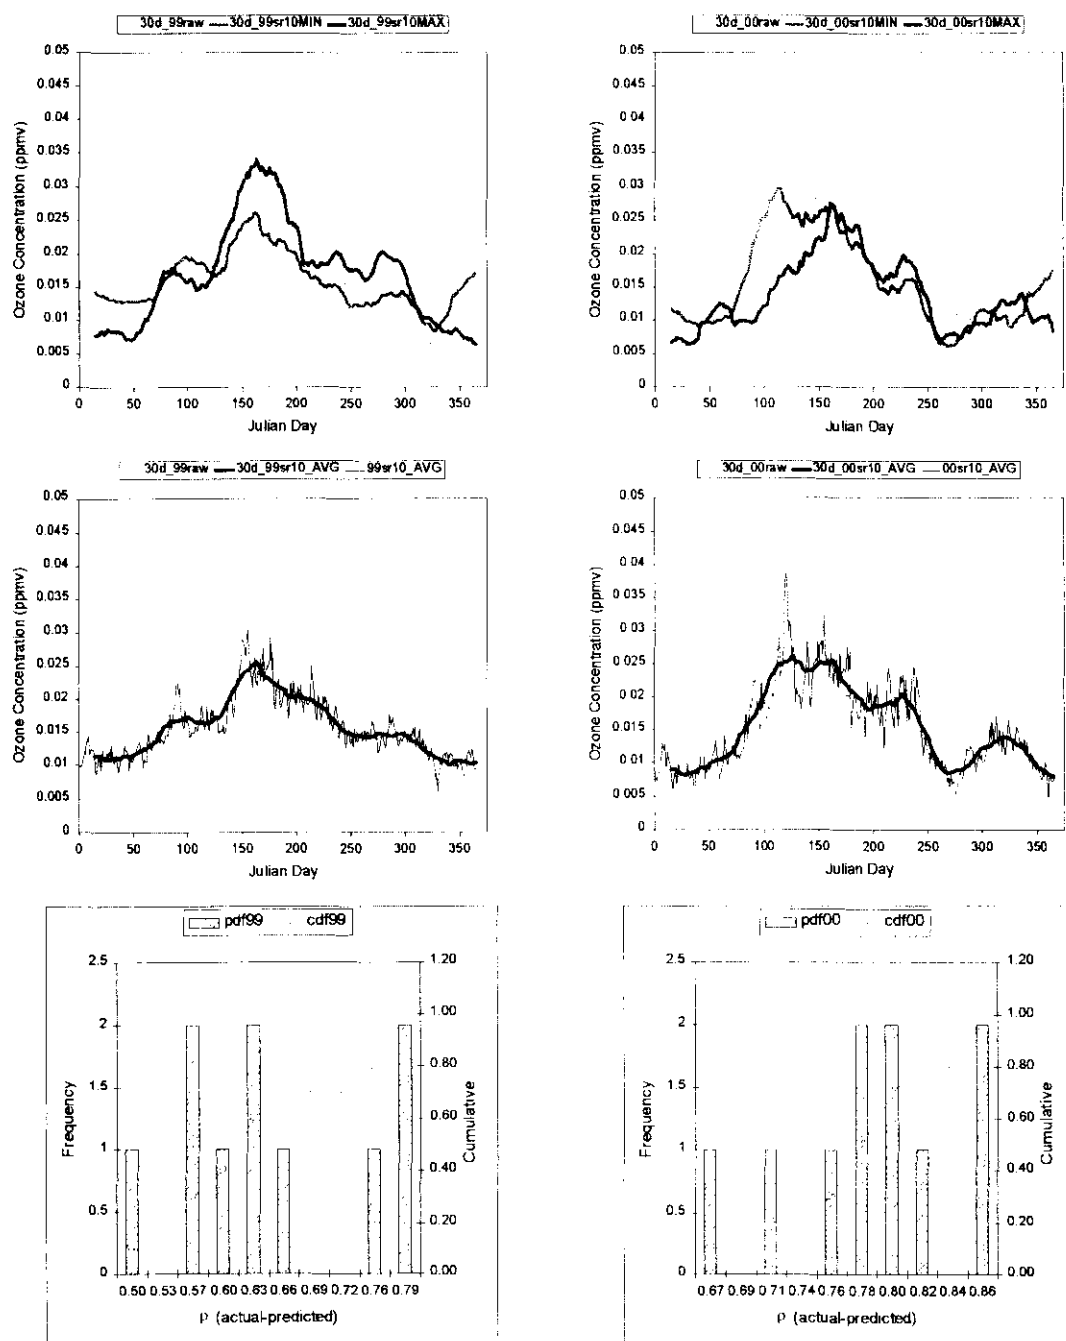 30d_99raw 30d_99sr10MIN 30d_99sr10MAX
0.05
0.045
0.04
0.035
0.03
0.025
0.02
0.015
0.01
0.005
0
Ozone Concentration (ppmv)
0 50 100 150 200 250 300 350
Julian Day
30d_00raw 30d_00sr10MIN 30d_00sr10MAX
0.05
0.045
0.04
0.035
0.03
0.025
0.02
0.015
0.01
0.005
0
Ozone Concentration (ppmv)
0 50 100 150 200 250 300 350
Julian Day
30d_99raw 30d_99sr10_AVG 99sr10_AVG
0.05
0.045
0.04
0.035
0.03
0.025
0.02
0.015
0.01
0.005
0
Ozone Concentration (ppmv)
0 50 100 150 200 250 300 350
Julian Day
30d_00raw 30d_00sr10_AVG 00sr10_AVG
0.05
0.045
0.04
0.035
0.03
0.025
0.02
0.015
0.01
0.005
0
Ozone Concentration (ppmv)
0 50 100 150 200 250 300 350
Julian Day
pdf99 cdf99
2.5
2
1.5
1
0.5
0
Frequency
1.20
1.00
0.80
0.60
0.40
0.20
0.00
Cumulative
0.50 0.53 0.57 0.60 0.63 0.66 0.69 0.72 0.76 0.79
ρ (actual-predicted)
pdf00 cdf00
2.5
2
1.5
1
0.5
0
Frequency
1.20
1.00
0.80
0.60
0.40
0.20
0.00
Cumulative
0.67 0.69 0.71 0.74 0.76 0.78 0.80 0.82 0.84 0.86
ρ (actual-predicted)